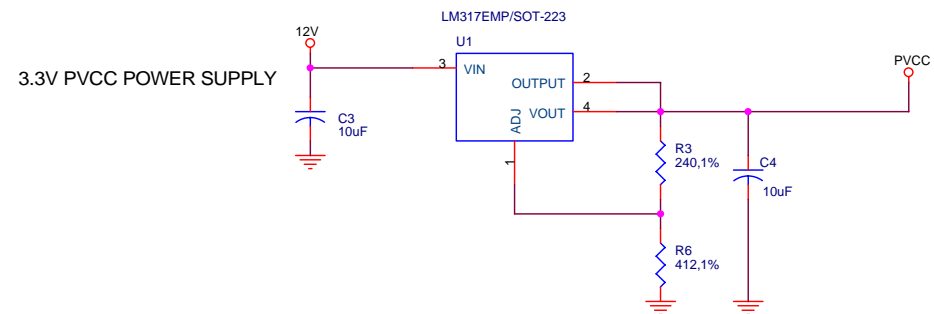 LM317EMP/SOT-223
12V
U1
PVCC
3.3V PVCC POWER SUPPLY
3
VIN
OUTPUT
2
VOUT
4
ADJ
1
C3
10uF
R3
240,1%
C4
10uF
R6
412,1%